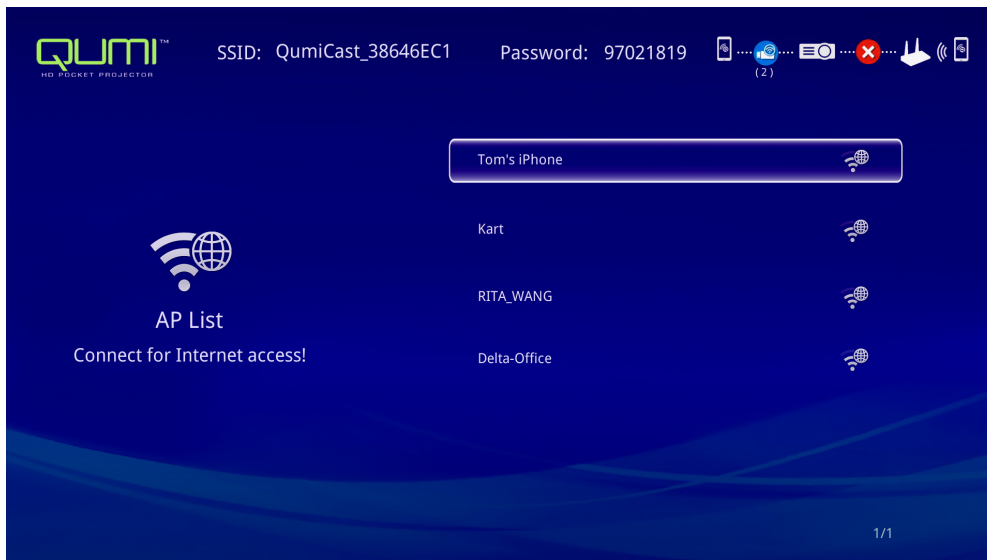 QUMI™
HD POCKET PROJECTOR
SSID: QumiCast_38646EC1
Password: 97021819
(2)
Tom's iPhone
Kart
RITA_WANG
Delta-Office
AP List
Connect for Internet access!
1/1